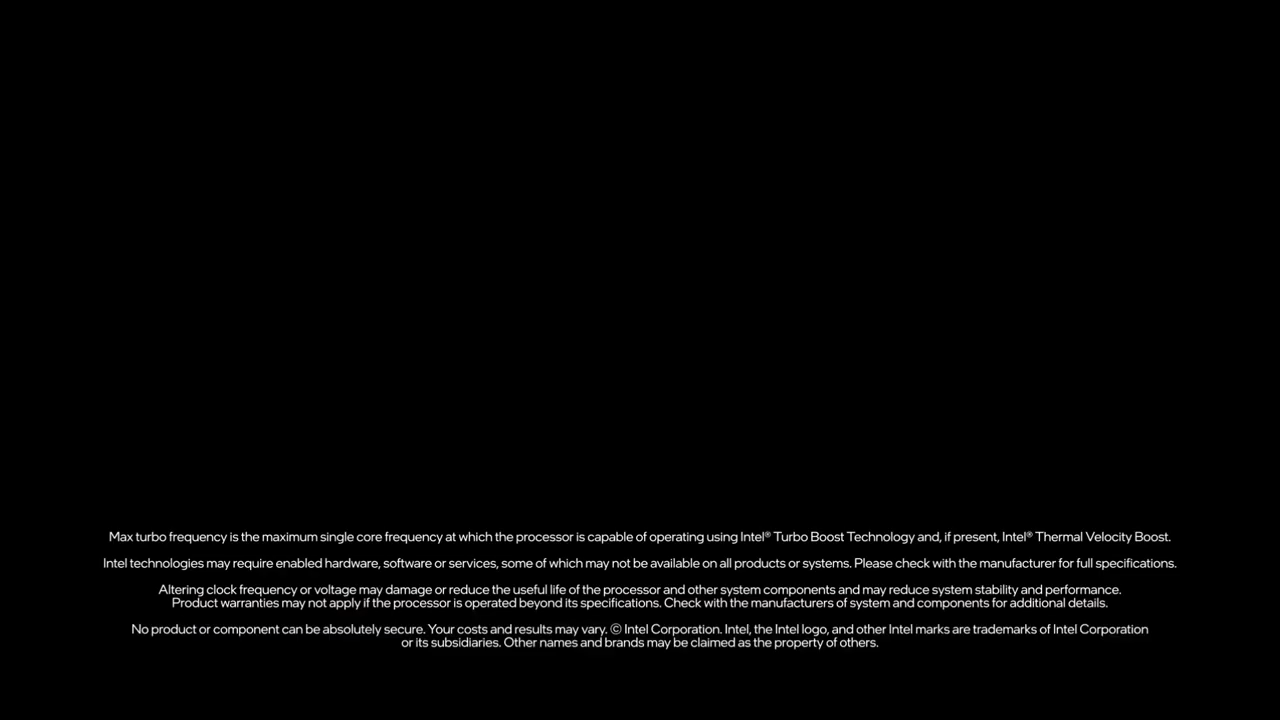 Max turbo frequency is the maximum single core frequency at which the processor is capable of operating using Intel® Turbo Boost Technology and, if present, Intel® Thermal Velocity Boost.
Intel technologies may require enabled hardware, software or services, some of which may not be available on all products or systems. Please check with the manufacturer for full specifications.
Altering clock frequency or voltage may damage or reduce the useful life of the processor and other system components and may reduce system stability and performance.
Product warranties may not apply if the processor is operated beyond its specifications. Check with the manufacturers of system and components for additional details.
No product or component can be absolutely secure. Your costs and results may vary. © Intel Corporation. Intel, the Intel logo, and other Intel marks are trademarks of Intel Corporation
or its subsidiaries. Other names and brands may be claimed as the property of others.